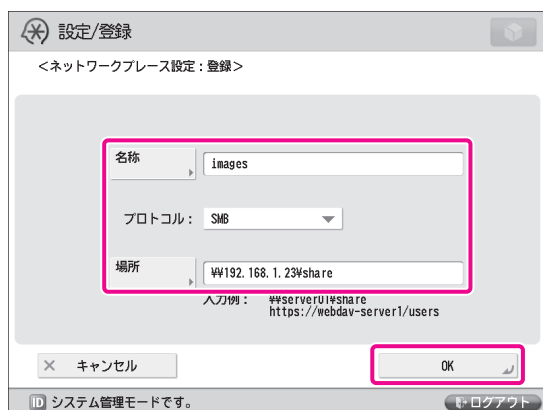 設定/登録
<ネットワークプレース設定:登録>
名称
images
プロトコル:
SMB
場所
¥¥192.168.1.23¥share
入力例: ¥¥server01¥share
https://webdav-server1/users
× キャンセル
OK
ID システム管理モードです。
ログアウト